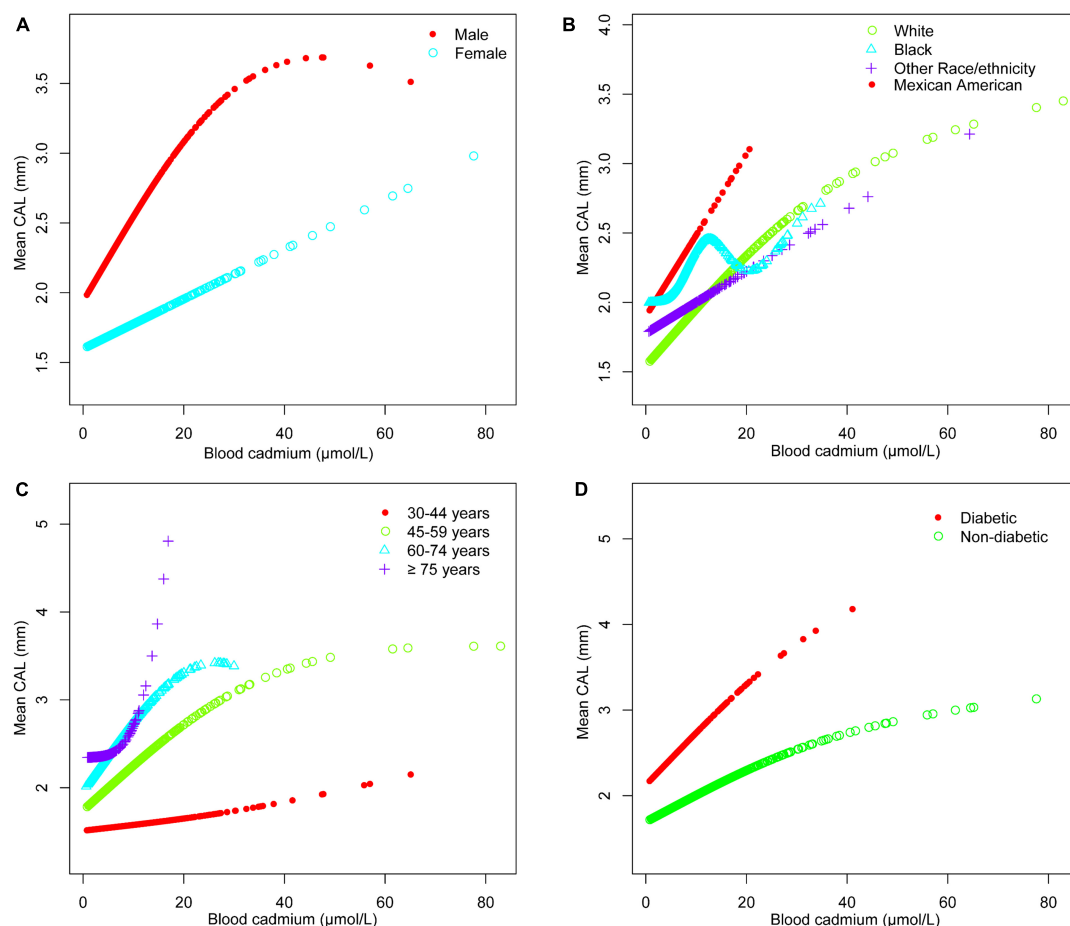 A
Male
Female
Mean CAL (mm)
3.5
3.0
2.5
2.0
1.5
0
20
40
60
80
Blood cadmium (μmol/L)
B
White
Black
Other Race/ethnicity
Mexican American
Mean CAL (mm)
4.0
3.5
3.0
2.5
2.0
1.5
0
20
40
60
80
Blood cadmium (μmol/L)
C
30-44 years
45-59 years
60-74 years
≥ 75 years
Mean CAL (mm)
5
4
3
2
0
20
40
60
80
Blood cadmium (μmol/L)
D
Diabetic
Non-diabetic
Mean CAL (mm)
5
4
3
2
0
20
40
60
80
Blood cadmium (μmol/L)